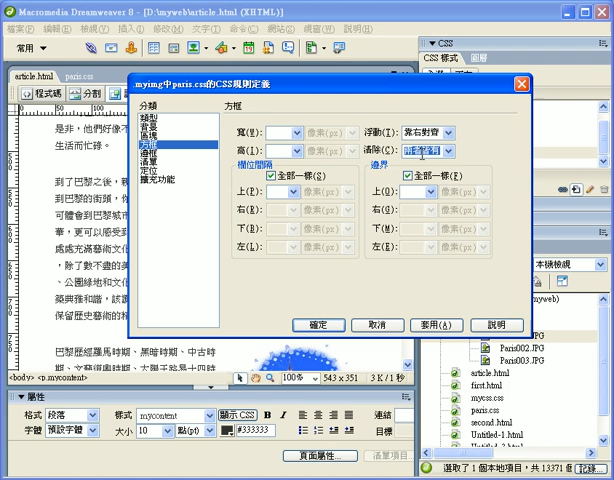 Macromedia Dreamweaver 8 - [D:\myweb\article.html (XHTML)]
檔案(F) 編輯(E) 檢視(V) 插入(I) 修改(M) 文字(T) 命令(C) 網站(S) 視窗(W) 說明(H)
常用
CSS
CSS 樣式 圖層
article.html paris.css
程式碼 分割
.myimg中paris.css的CSS規則定義
分類
方框
類型
背景
區塊
方框
邊框
清單
定位
擴充功能
寬(W): 像素(px) 浮動(T): 靠右對齊
高(I): 像素(px) 清除(C): 兩者皆有
欄位間隔 邊界
全部一樣(S) 全部一樣(F)
上(P): 像素(px) 上(O): 像素(px)
右(R): 像素(px) 右(G): 像素(px)
下(B): 像素(px) 下(M): 像素(px)
左(L): 像素(px) 左(E): 像素(px)
確定 取消 套用(A) 說明
是非，他們好像不
生活而忙碌。
到了巴黎之後，親
到巴黎的街頭，你
可體會到巴黎城市
華，更可以感受到
處處充滿藝術文化
，除了數不盡的美
、公園綠地和文化
築典雅和諧，該讓
保留歷史藝術的精
巴黎歷經羅馬時期、黑暗時期、中古時
本機檢視
myweb)
.JPG
Paris002.JPG
Paris003.JPG
article.html
first.html
mycss.css
paris.css
second.html
Untitled-1.html
<body> <p.mycontent>
100% 543 x 351 3 K / 1 秒
屬性
格式 段落 樣式 mycontent 顯示 CSS B I 連結
字體 預設字體 大小 10 點(pt) #333333 目標
頁面屬性... 清單項目...
選取了 1 個本地項目，共 13371 個 記錄...